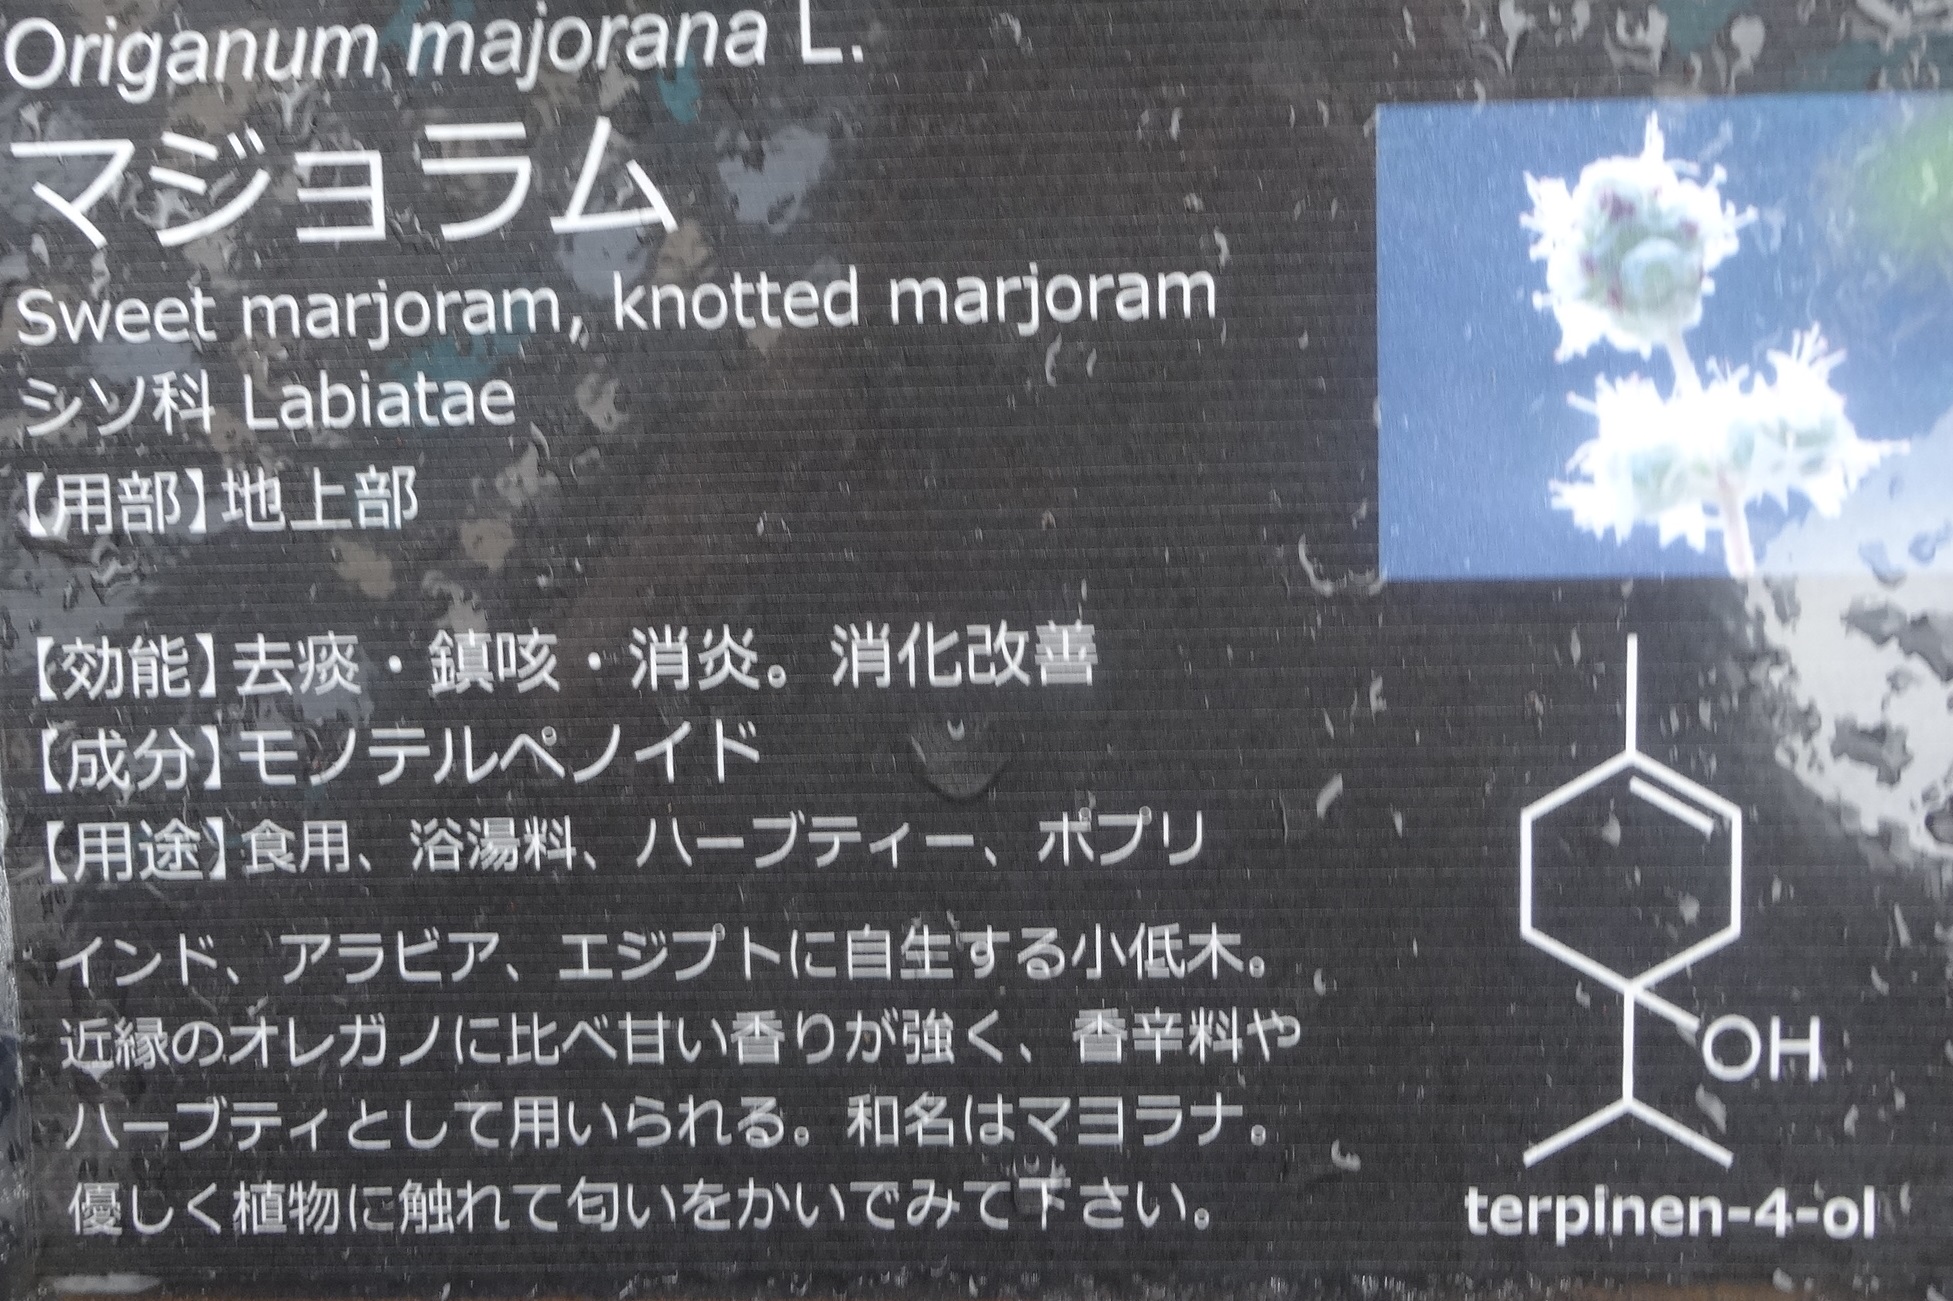 Origanum majorana L.
マジョラム
Sweet marjoram, knotted marjoram
シソ科 Labiatae
【用部】地上部
【効能】去痰・鎮咳・消炎。消化改善
【成分】モノテルペノイド
【用途】食用、浴湯料、ハーブティー、ポプリ
インド、アラビア、エジプトに自生する小低木。
近縁のオレガノに比べ甘い香りが強く、香辛料や
ハーブティとして用いられる。和名はマヨラナ。
優しく植物に触れて匂いをかいでみて下さい。
OH
terpinen-4-ol